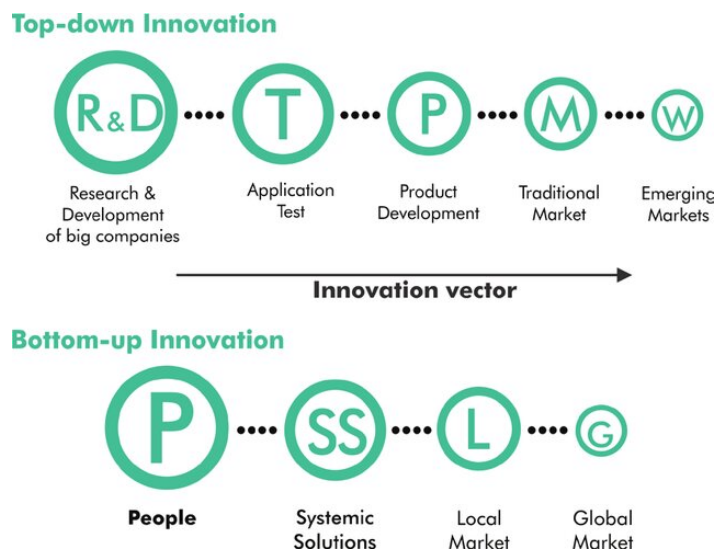 Top-down Innovation
R&D
T
P
M
W
Research &
Development
of big companies
Application
Test
Product
Development
Traditional
Market
Emerging
Markets
Innovation vector
Bottom-up Innovation
P
SS
L
G
People
Systemic
Solutions
Local
Market
Global
Market